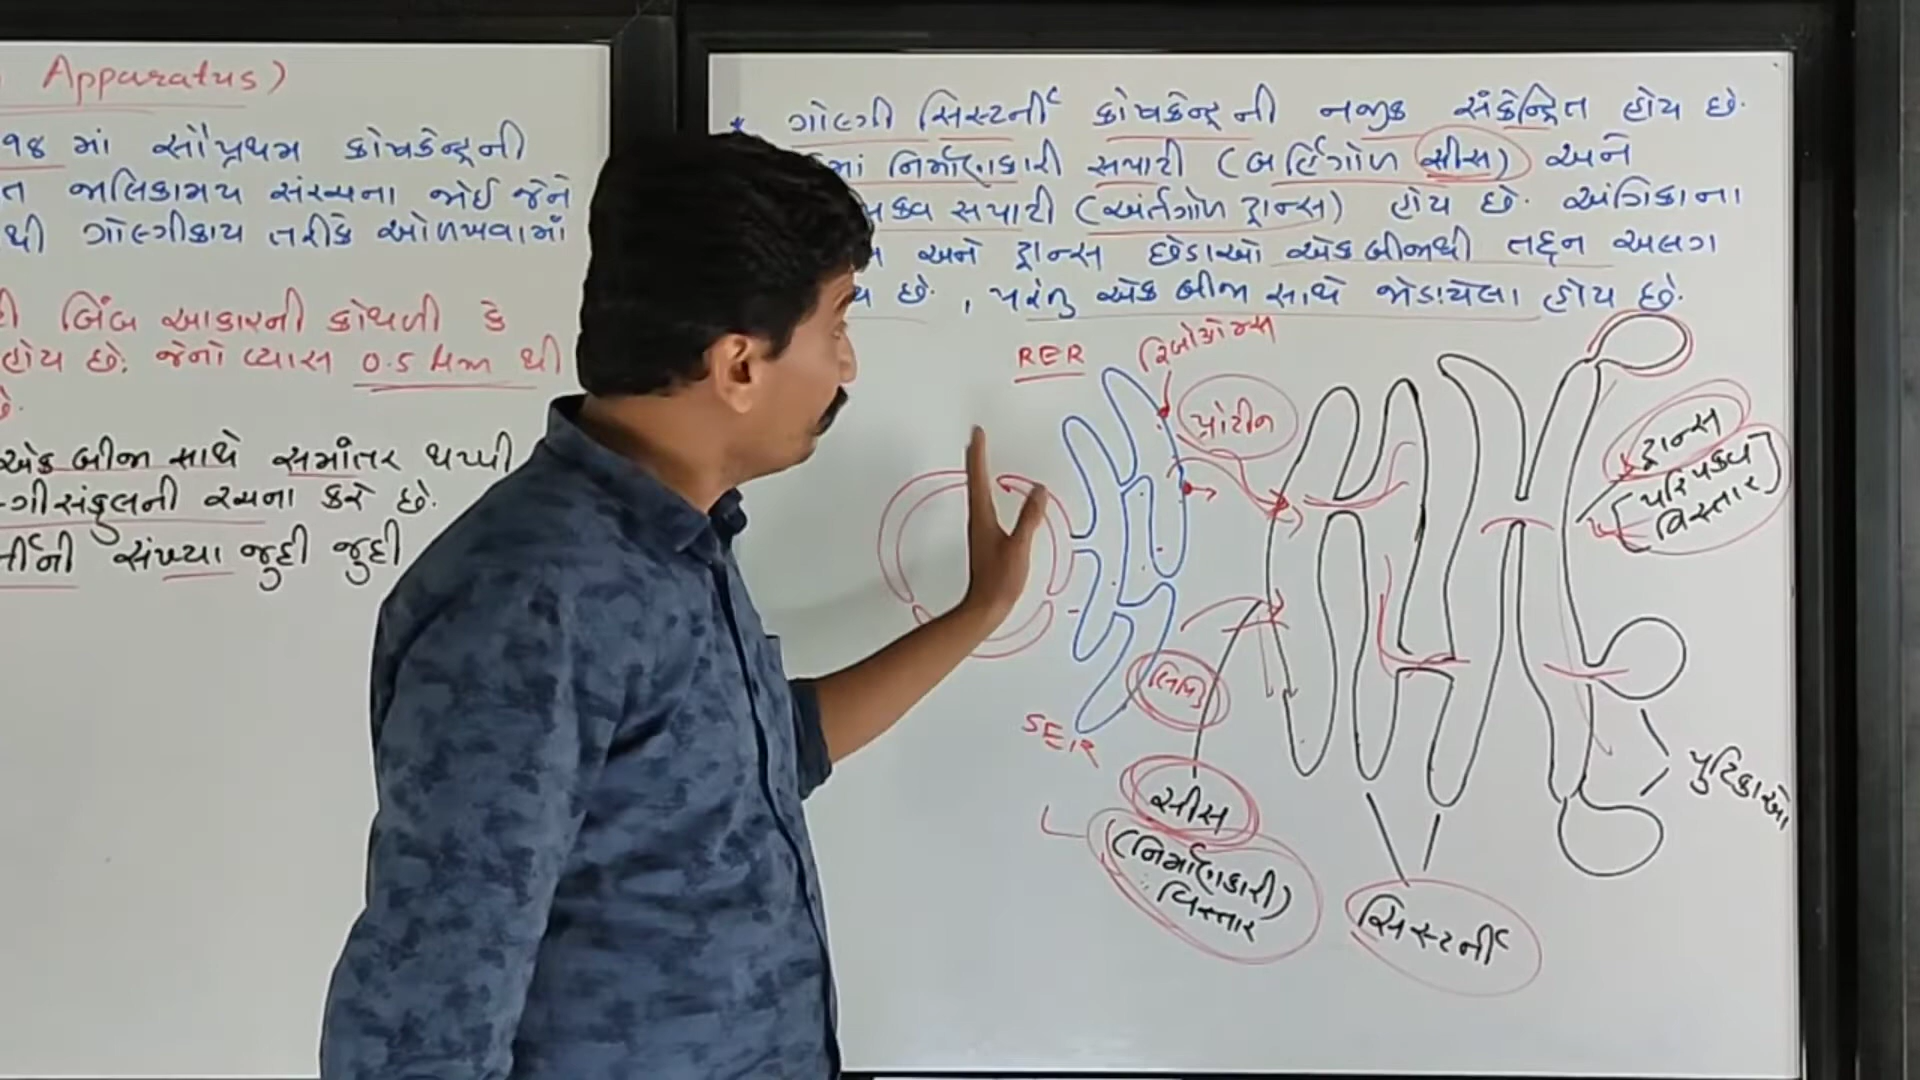 Apparatus)
૧૪ માં સૌપ્રથમ કોષકેન્દ્રની
ત જાલિકામય સંરચના જોઈ જેને
થી ગોલ્ગીકાય તરીકે ઓળખવામાં
બિંબ આકારની કોથળી કે
હોય છે. જેનો વ્યાસ 0.5 µm થી
છે.
એક બીજા સાથે સમાંતર થપ્પી
ગીસંકુલની રચના કરે છે.
ર્નીની સંખ્યા જુદી જુદી
* ગોલ્ગી સિસ્ટર્ની કોષકેન્દ્રની નજીક સંકેન્દ્રિત હોય છે.
માં નિર્માણકારી સપાટી (બર્હિગોળ સીસ) અને
પક્વ સપાટી (અંર્તગોળ ટ્રાન્સ) હોય છે. અંગિકાના
અને ટ્રાન્સ છેડાઓ એક બીજાથી તદ્દન અલગ
ય છે. , પરંતુ એક બીજા સાથે જોડાયેલા હોય છે.
RER
રિબોઝોમ્સ
પ્રોટીન
ટ્રાન્સ
[પરિપક્વ
વિસ્તાર]
લિપિડ
SER
સીસ
(નિર્માણકારી)
વિસ્તાર
સિસ્ટર્ની
પુટિકાઓ